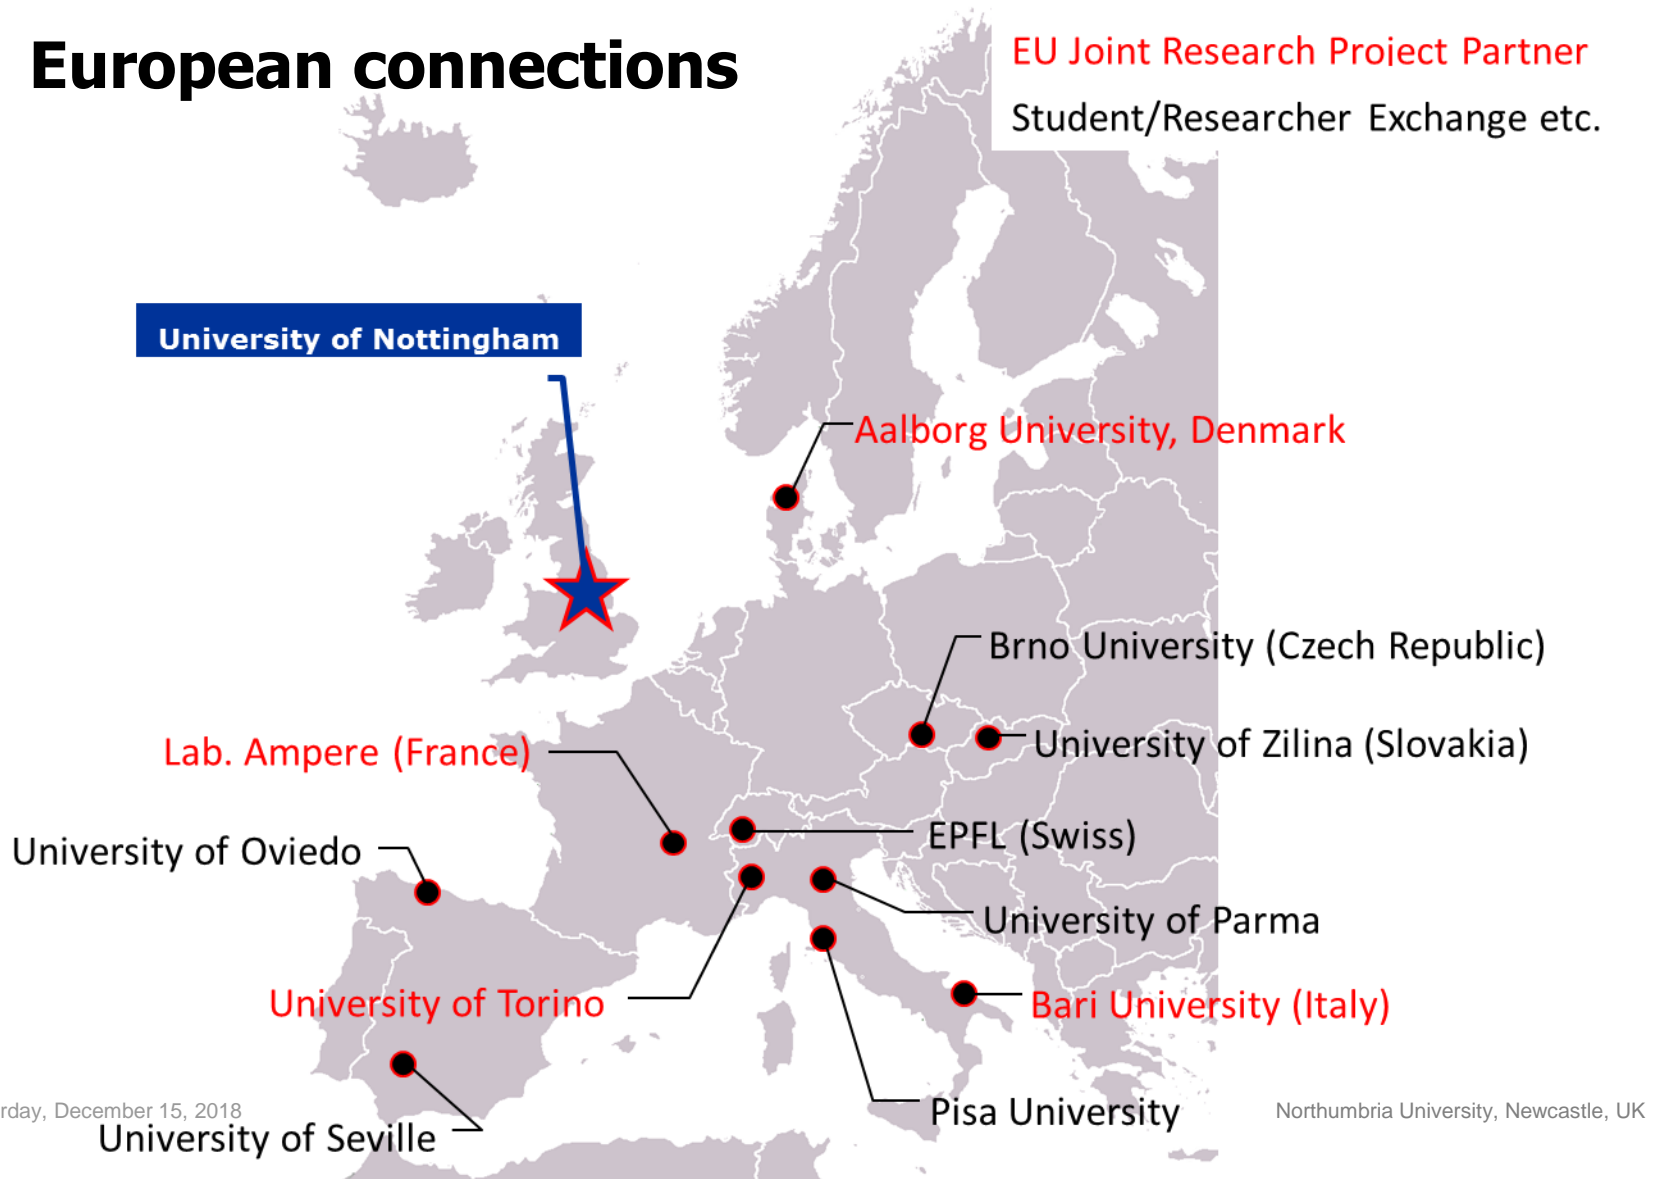 European connections
EU Joint Research Project Partner
Student/Researcher Exchange etc.
University of Nottingham
Aalborg University, Denmark
Brno University (Czech Republic)
Lab. Ampere (France)
University of Zilina (Slovakia)
University of Oviedo
EPFL (Swiss)
University of Parma
University of Torino
Bari University (Italy)
rday, December 15, 2018
Pisa University
Northumbria University, Newcastle, UK
University of Seville